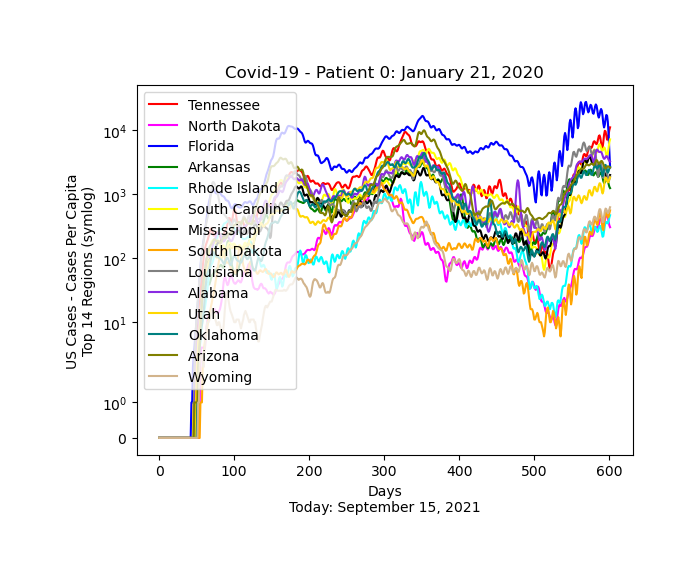 Covid-19 - Patient 0: January 21, 2020
US Cases - Cases Per Capita
Top 14 Regions (symlog)
10^4
10^3
10^2
10^1
10^0
0
Tennessee
North Dakota
Florida
Arkansas
Rhode Island
South Carolina
Mississippi
South Dakota
Louisiana
Alabama
Utah
Oklahoma
Arizona
Wyoming
0 100 200 300 400 500 600
Days
Today: September 15, 2021